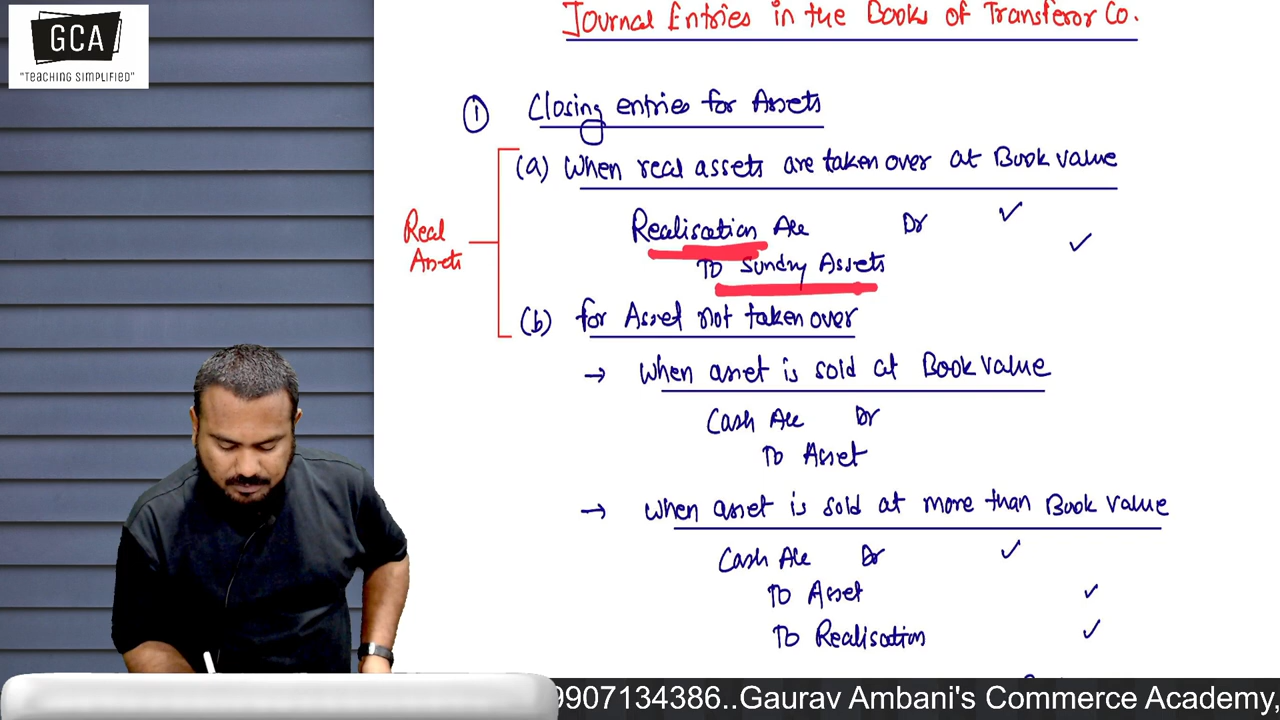 GCA
"TEACHING SIMPLIFIED"
Journal Entries in the Books of Transferor Co.
① Closing entries for Assets
(a) When real assets are taken over at Book value
Real Assets
Realisation A/c Dr ✓
To Sundry Assets ✓
(b) for Asset not taken over
→ When asset is sold at Book value
Cash A/c Dr
To Asset
→ When asset is sold at more than Book value
Cash A/c Dr ✓
To Asset ✓
To Realisation ✓
9907134386..Gaurav Ambani's Commerce Academy,